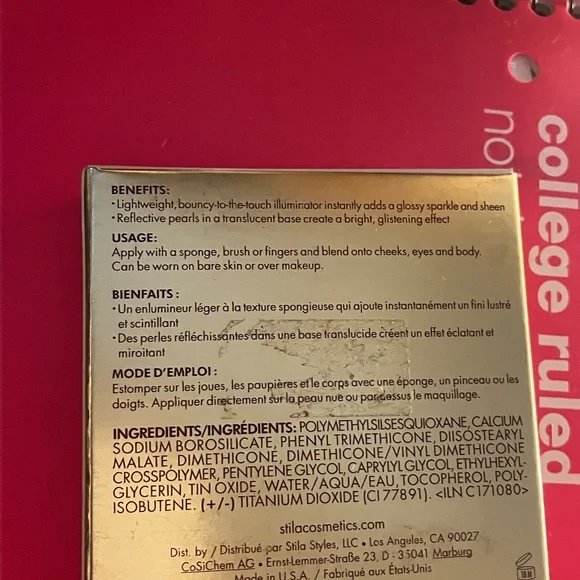 college ruled
BENEFITS:
•Lightweight, bouncy-to-the-touch illuminator instantly adds a glossy sparkle and sheen
•Reflective pearls in a translucent base create a bright, glistening effect
USAGE:
Apply with a sponge, brush or fingers and blend onto cheeks, eyes and body.
Can be worn on bare skin or over makeup.
BIENFAITS :
•Un enlumineur léger à la texture spongieuse qui ajoute instantanément un fini lustré
et scintillant
•Des perles réfléchissantes dans une base translucide créent un effet éclatant et
miroitant
MODE D'EMPLOI :
Estomper sur les joues, les paupières et le corps avec une éponge, un pinceau ou les
doigts. Appliquer directement sur la peau nue ou par-dessus le maquillage.
INGREDIENTS/INGRÉDIENTS: POLYMETHYLSILSESQUIOXANE, CALCIUM
SODIUM BOROSILICATE, PHENYL TRIMETHICONE, DIISOSTEARYL
MALATE, DIMETHICONE, DIMETHICONE/VINYL DIMETHICONE
CROSSPOLYMER, PENTYLENE GLYCOL, CAPRYLYL GLYCOL, ETHYLHEXYL-
GLYCERIN, TIN OXIDE, WATER/AQUA/EAU, TOCOPHEROL, POLY-
ISOBUTENE. (+/-) TITANIUM DIOXIDE (CI 77891). <ILN C171080>
stilacosmetics.com
Dist. by / Distribué par Stila Styles, LLC • Los Angeles, CA 90027
CoSiChem AG • Ernst-Lemmer-Straße 23, D - 35041 Marburg
Made in U.S.A. / Fabriqué aux États-Unis